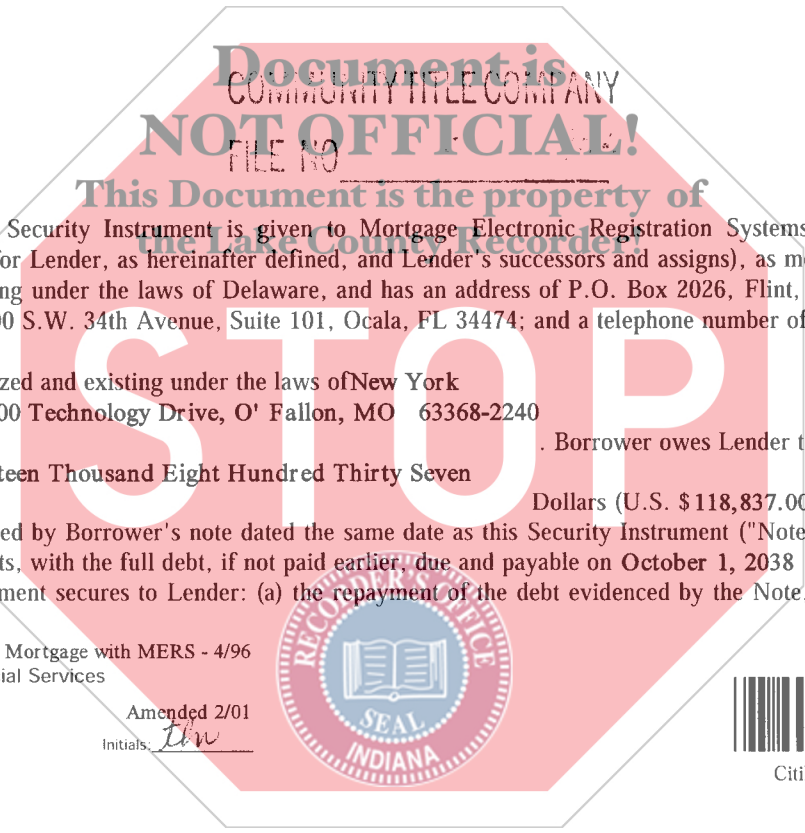 Document is
COMMUNITY TITLE COMPANY
NOT OFFICIAL!
FILE NO
This Document is the property of
Security Instrument is given to Mortgage Electronic Registration Systems
the Lake County Recorder!
or Lender, as hereinafter defined, and Lender's successors and assigns), as m
ng under the laws of Delaware, and has an address of P.O. Box 2026, Flint,
00 S.W. 34th Avenue, Suite 101, Ocala, FL 34474; and a telephone number of
zed and existing under the laws ofNew York
00 Technology Drive, O' Fallon, MO 63368-2240
. Borrower owes Lender t
teen Thousand Eight Hundred Thirty Seven
Dollars (U.S. $118,837.00
ed by Borrower's note dated the same date as this Security Instrument ("Note
ts, with the full debt, if not paid earlier, due and payable on October 1, 2038
ment secures to Lender: (a) the repayment of the debt evidenced by the Note
STOP
Mortgage with MERS - 4/96
ial Services
Amended 2/01
Initials:
RECORDER'S OFFICE
SEAL
INDIANA
Citi